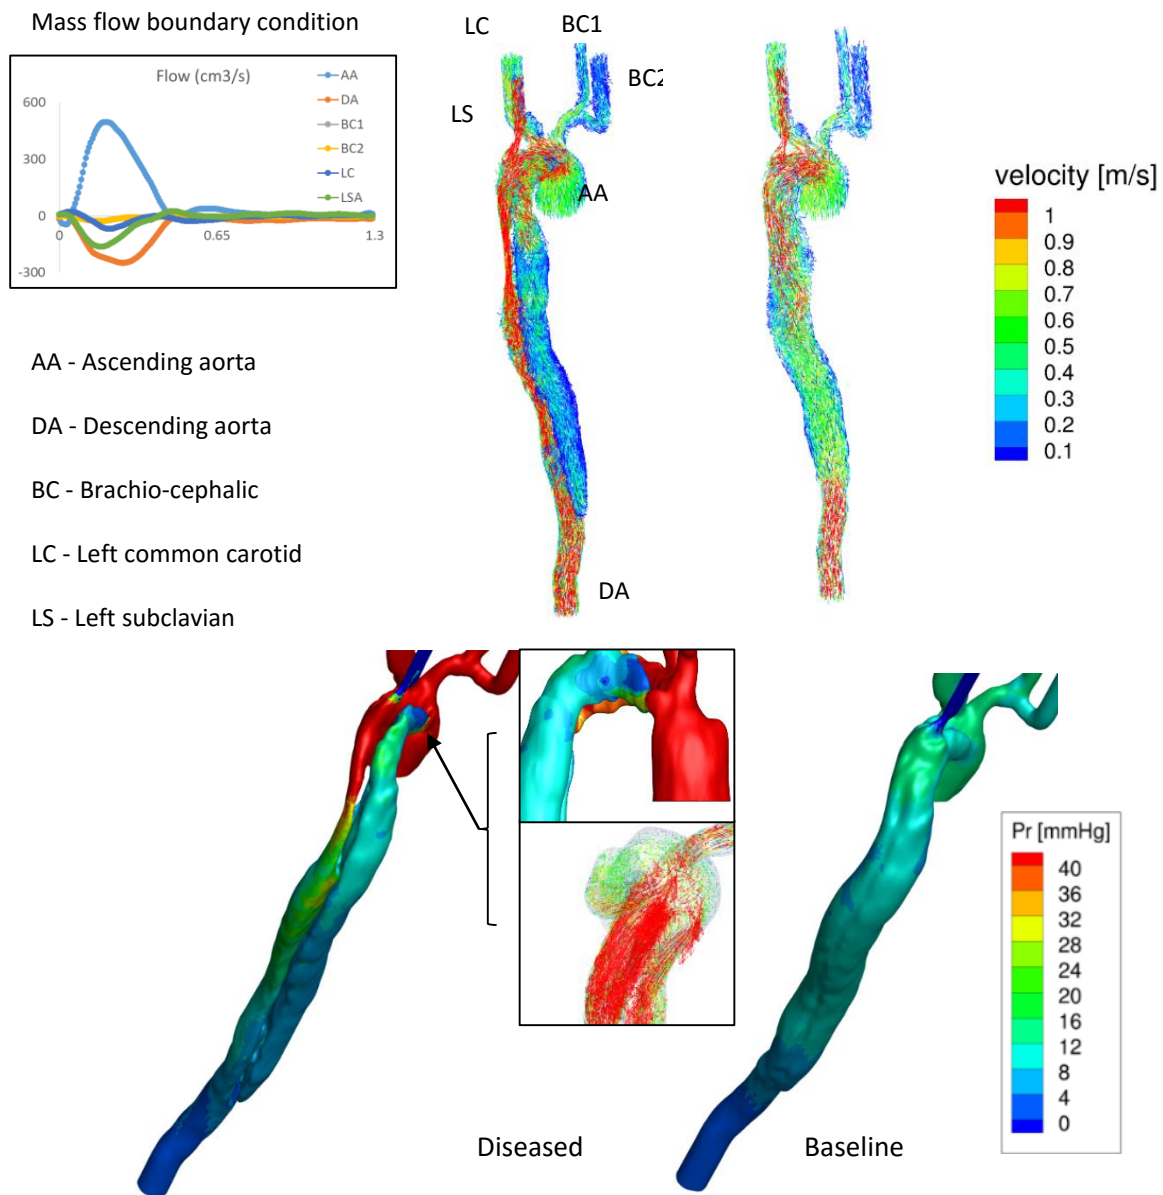 Mass flow boundary condition
Flow (cm3/s)
600
300
0
-300
0
0.65
1.3
AA
DA
BC1
BC2
LC
LSA
AA - Ascending aorta
DA - Descending aorta
BC - Brachio-cephalic
LC - Left common carotid
LS - Left subclavian
LC
BC1
BC2
LS
AA
DA
velocity [m/s]
1
0.9
0.8
0.7
0.6
0.5
0.4
0.3
0.2
0.1
Pr [mmHg]
40
36
32
28
24
20
16
12
8
4
0
Diseased
Baseline